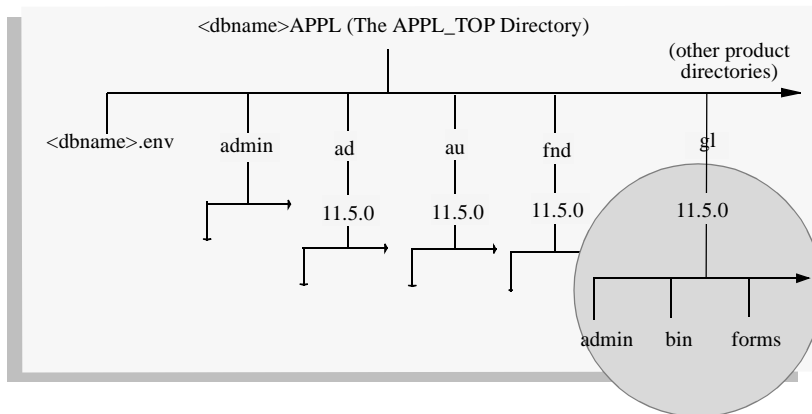 <dbname>APPL (The APPL_TOP Directory)
(other product
directories)
<dbname>.env
admin
ad
au
fnd
gl
11.5.0
11.5.0
11.5.0
11.5.0
admin
bin
forms